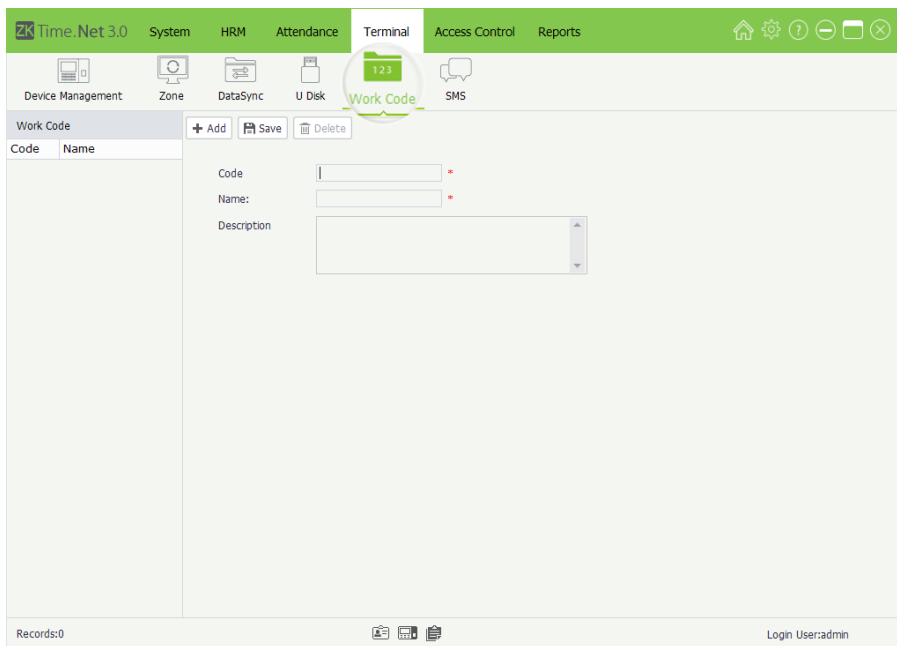 ZK Time.Net 3.0 System HRM Attendance Terminal Access Control Reports
123
Device Management Zone DataSync U Disk Work Code SMS
Work Code Add Save Delete
Code Name
Code *
Name: *
Description
Records:0 Login User:admin